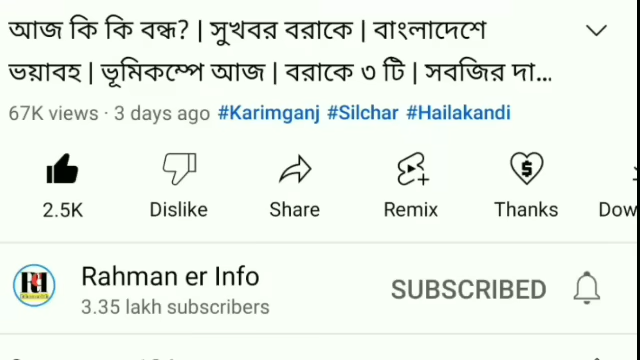 আজ কি কি বন্ধ? | সুখবর বরাকে | বাংলাদেশে
ভয়াবহ | ভূমিকম্পে আজ | বরাকে ৩ টি | সবজির দা...
67K views · 3 days ago #Karimganj #Silchar #Hailakandi
2.5K Dislike Share Remix Thanks Dow
Rahman er Info
SUBSCRIBED
3.35 lakh subscribers